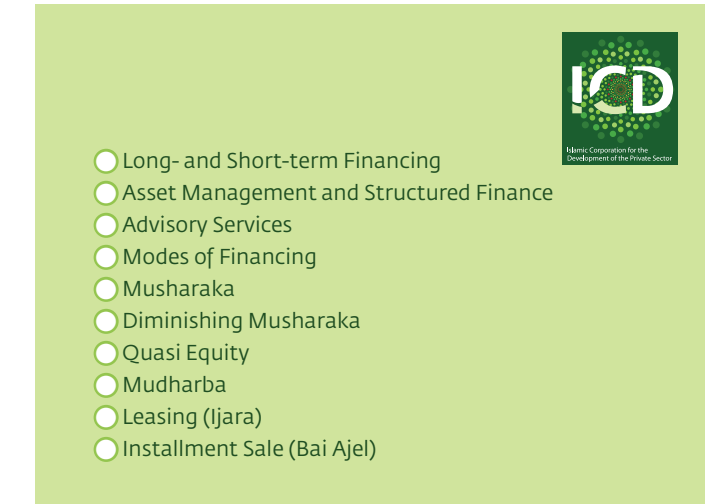 ICD
Islamic Corporation for the
Development of the Private Sector
Long- and Short-term Financing
Asset Management and Structured Finance
Advisory Services
Modes of Financing
Musharaka
Diminishing Musharaka
Quasi Equity
Mudharba
Leasing (Ijara)
Installment Sale (Bai Ajel)